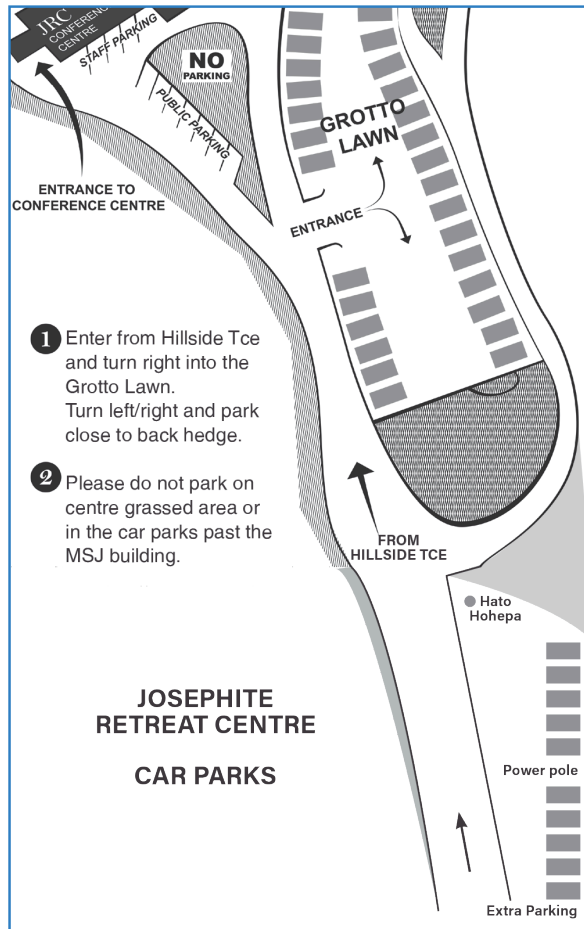 JRC
CONFERENCE
CENTRE
STAFF PARKING
NO
PARKING
PUBLIC PARKING
GROTTO
LAWN
ENTRANCE TO
CONFERENCE CENTRE
ENTRANCE
1 Enter from Hillside Tce
and turn right into the
Grotto Lawn.
Turn left/right and park
close to back hedge.
2 Please do not park on
centre grassed area or
in the car parks past the
MSJ building.
FROM
HILLSIDE TCE
Hato
Hohepa
JOSEPHITE
RETREAT CENTRE
CAR PARKS
Power pole
Extra Parking